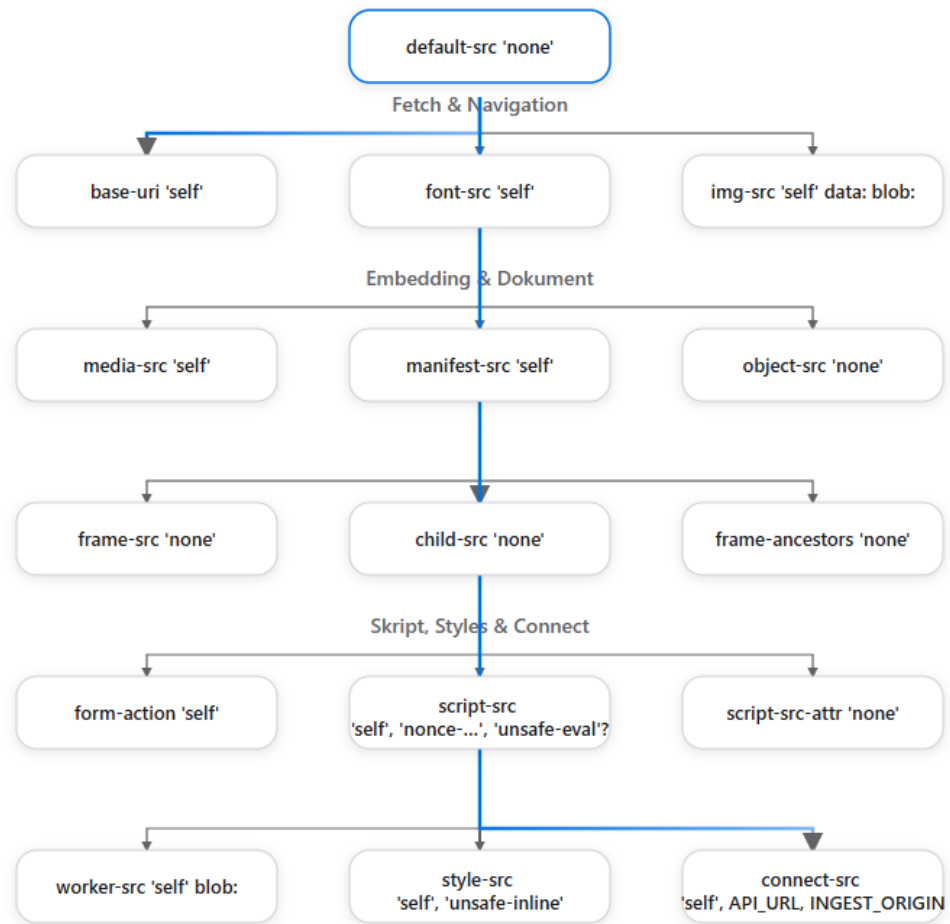 default-src 'none'
Fetch & Navigation
base-uri 'self'
font-src 'self'
img-src 'self' data: blob:
Embedding & Dokument
media-src 'self'
manifest-src 'self'
object-src 'none'
frame-src 'none'
child-src 'none'
frame-ancestors 'none'
Skript, Styles & Connect
form-action 'self'
script-src
'self', 'nonce-...', 'unsafe-eval'?
script-src-attr 'none'
worker-src 'self' blob:
style-src
'self', 'unsafe-inline'
connect-src
'self', API_URL, INGEST_ORIGIN